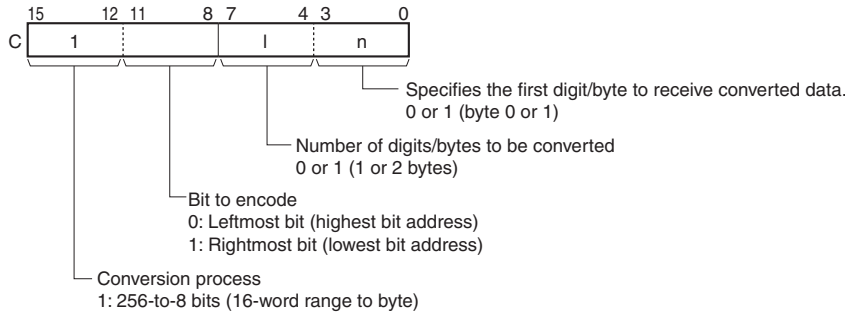 15 12 11 8 7 4 3 0
C 1 l n
Specifies the first digit/byte to receive converted data.
0 or 1 (byte 0 or 1)
Number of digits/bytes to be converted
0 or 1 (1 or 2 bytes)
Bit to encode
0: Leftmost bit (highest bit address)
1: Rightmost bit (lowest bit address)
Conversion process
1: 256-to-8 bits (16-word range to byte)